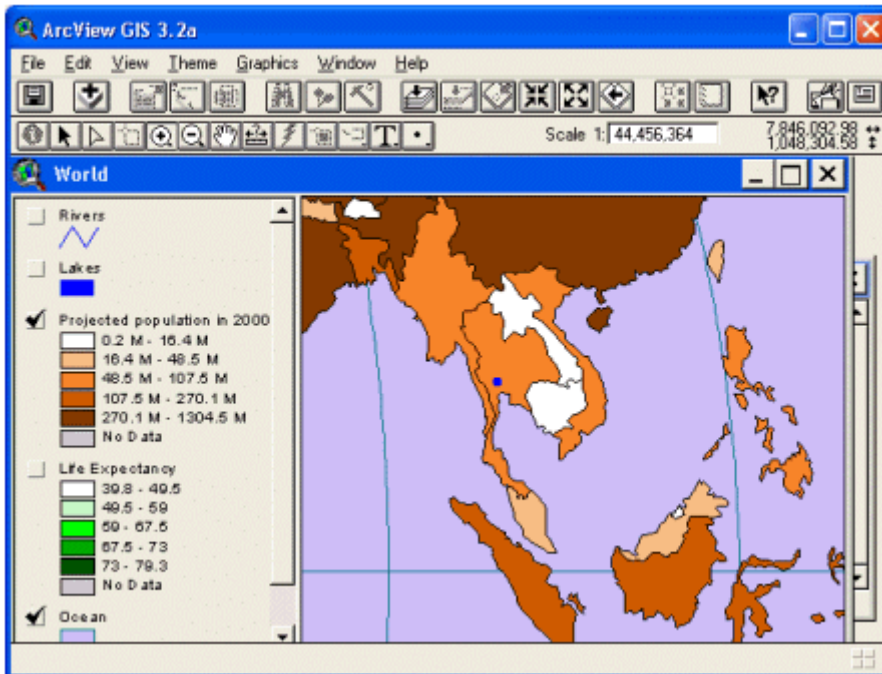 ArcView GIS 3.2a
File Edit View Theme Graphics Window Help
Scale 1: 44,456,364
7,846,092.98
1,048,304.58
World
Rivers
Lakes
Projected population in 2000
0.2 M - 16.4 M
16.4 M - 48.5 M
48.5 M - 107.5 M
107.5 M - 270.1 M
270.1 M - 1304.5 M
No Data
Life Expectancy
39.8 - 49.5
49.5 - 59
59 - 67.5
67.5 - 73
73 - 79.3
No Data
Ocean